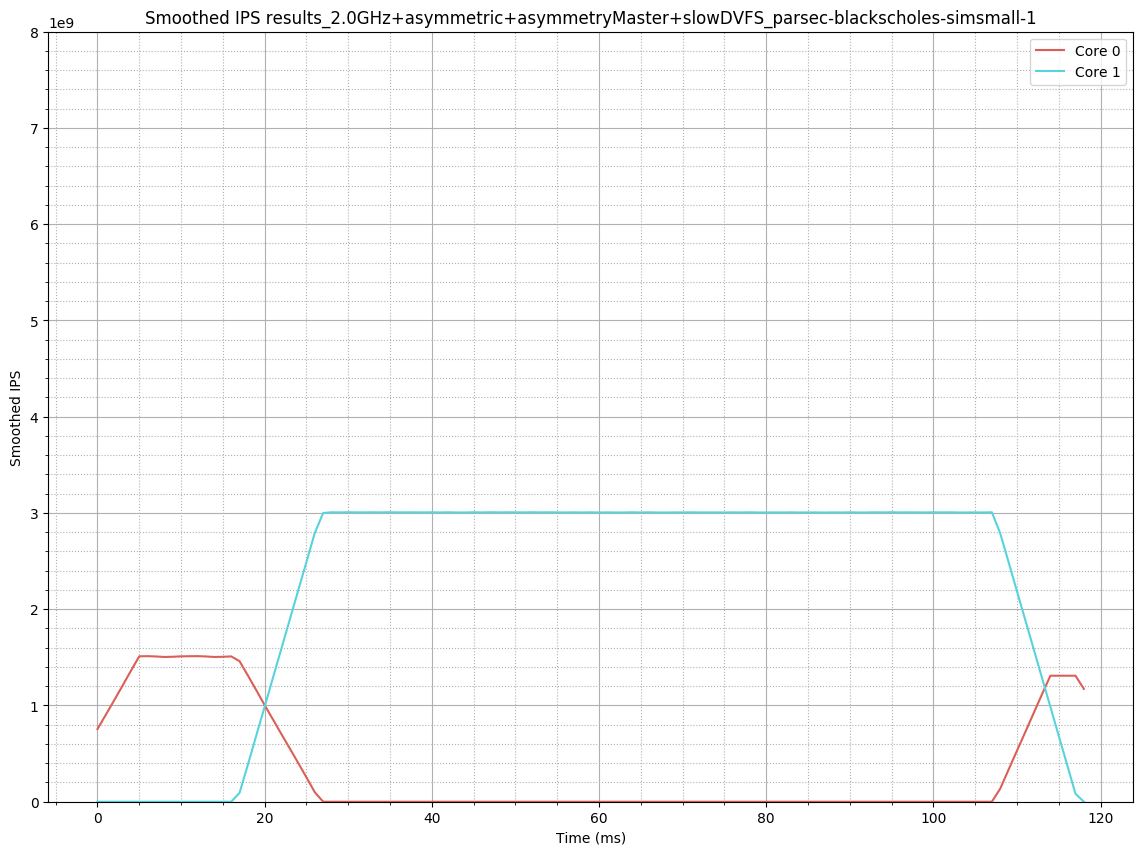 Smoothed IPS results_2.0GHz+asymmetric+asymmetryMaster+slowDVFS_parsec-blackscholes-simsmall-1
1e9
Core 0
Core 1
8
7
6
5
4
3
2
1
0
Smoothed IPS
0 20 40 60 80 100 120
Time (ms)